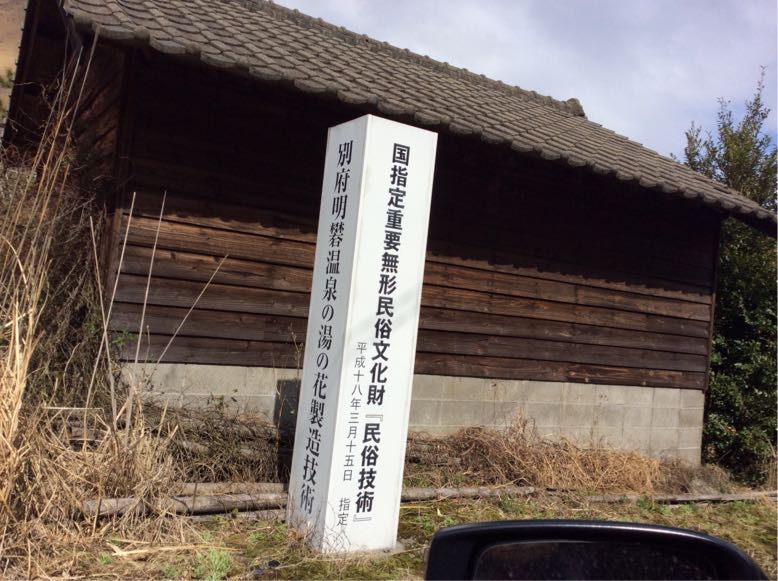 国指定重要無形民俗文化財『民俗技術』
平成十八年三月十五日 指定
別府明礬温泉の湯の花製造技術